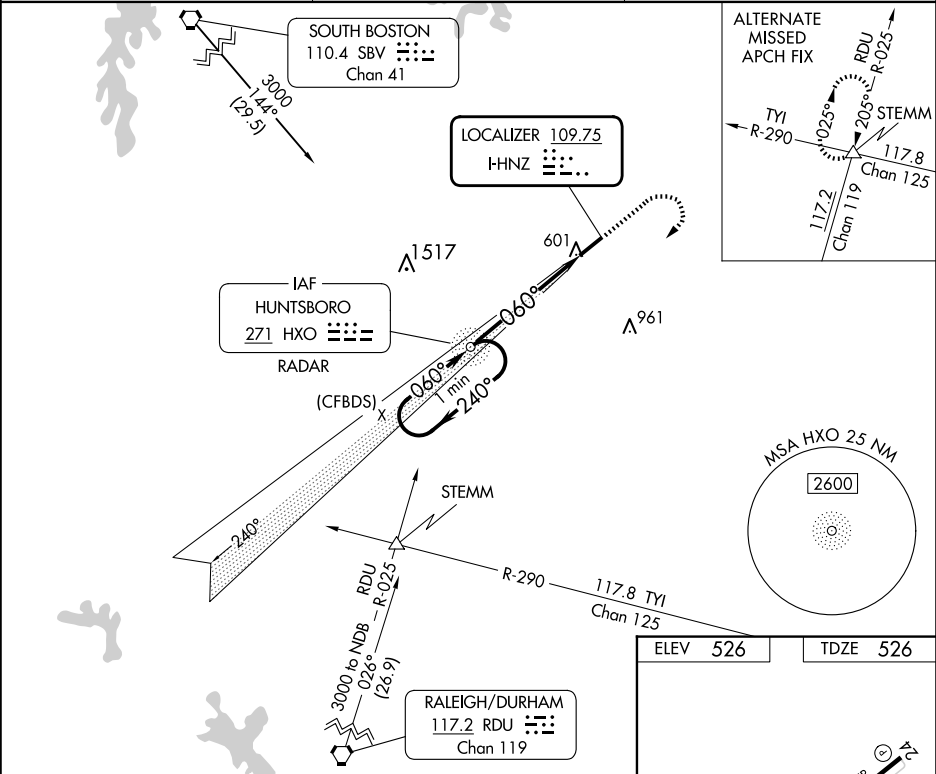 SOUTH BOSTON
110.4 SBV
Chan 41
3000
144°
(29.5)
ALTERNATE
MISSED
APCH FIX
RDU
R-025
025°
205°
STEMM
TYI
R-290
117.8
Chan 125
117.2
Chan 119
LOCALIZER 109.75
I-HNZ
601
1517
961
IAF
HUNTSBORO
271 HXO
RADAR
060°
060°
1 min
240°
(CFBDS)
X
240°
MSA HXO 25 NM
2600
STEMM
RDU
R-025
R-290
117.8 TYI
Chan 125
3000 to NDB
026°
(26.9)
RALEIGH/DURHAM
117.2 RDU
Chan 119
ELEV 526
TDZE 526
P
24